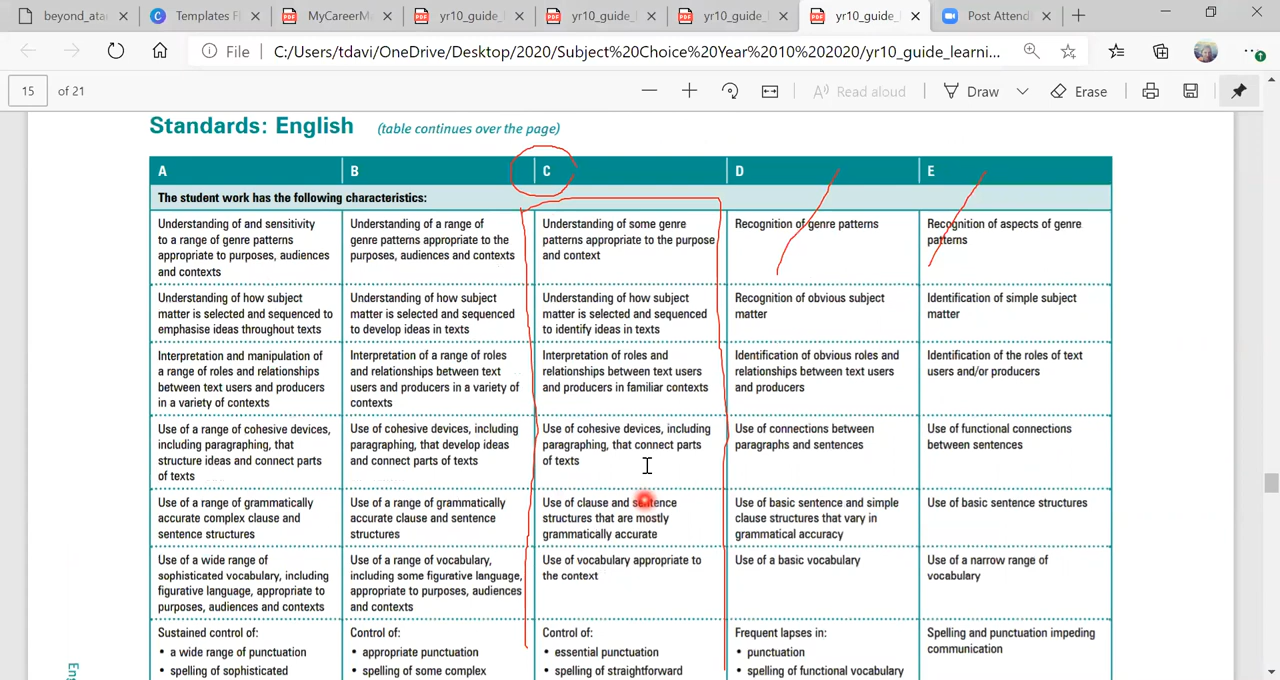 beyond_ata
Templates Fl
MyCareerM
yr10_guide_l
yr10_guide_l
yr10_guide_l
yr10_guide_l
Post Attend
File
C:/Users/tdavi/OneDrive/Desktop/2020/Subject%20Choice%20Year%2010%202020/yr10_guide_learni...
15 of 21
Read aloud
Draw
Erase
Standards: English (table continues over the page)
A B C D E
The student work has the following characteristics:
Understanding of and sensitivity
to a range of genre patterns
appropriate to purposes, audiences
and contexts
Understanding of a range of
genre patterns appropriate to the
purposes, audiences and contexts
Understanding of some genre
patterns appropriate to the purpose
and context
Recognition of genre patterns
Recognition of aspects of genre
patterns
Understanding of how subject
matter is selected and sequenced to
emphasise ideas throughout texts
Understanding of how subject
matter is selected and sequenced
to develop ideas in texts
Understanding of how subject
matter is selected and sequenced
to identify ideas in texts
Recognition of obvious subject
matter
Identification of simple subject
matter
Interpretation and manipulation of
a range of roles and relationships
between text users and producers
in a variety of contexts
Interpretation of a range of roles
and relationships between text
users and producers in a variety of
contexts
Interpretation of roles and
relationships between text users
and producers in familiar contexts
Identification of obvious roles and
relationships between text users
and producers
Identification of the roles of text
users and/or producers
Use of a range of cohesive devices,
including paragraphing, that
structure ideas and connect parts
of texts
Use of cohesive devices, including
paragraphing, that develop ideas
and connect parts of texts
Use of cohesive devices, including
paragraphing, that connect parts
of texts
Use of connections between
paragraphs and sentences
Use of functional connections
between sentences
Use of a range of grammatically
accurate complex clause and
sentence structures
Use of a range of grammatically
accurate clause and sentence
structures
Use of clause and sentence
structures that are mostly
grammatically accurate
Use of basic sentence and simple
clause structures that vary in
grammatical accuracy
Use of basic sentence structures
Use of a wide range of
sophisticated vocabulary, including
figurative language, appropriate to
purposes, audiences and contexts
Use of a range of vocabulary,
including some figurative language,
appropriate to purposes, audiences
and contexts
Use of vocabulary appropriate to
the context
Use of a basic vocabulary
Use of a narrow range of
vocabulary
Sustained control of:
• a wide range of punctuation
• spelling of sophisticated
Control of:
• appropriate punctuation
• spelling of some complex
Control of:
• essential punctuation
• spelling of straightforward
Frequent lapses in:
• punctuation
• spelling of functional vocabulary
Spelling and punctuation impeding
communication
Eng